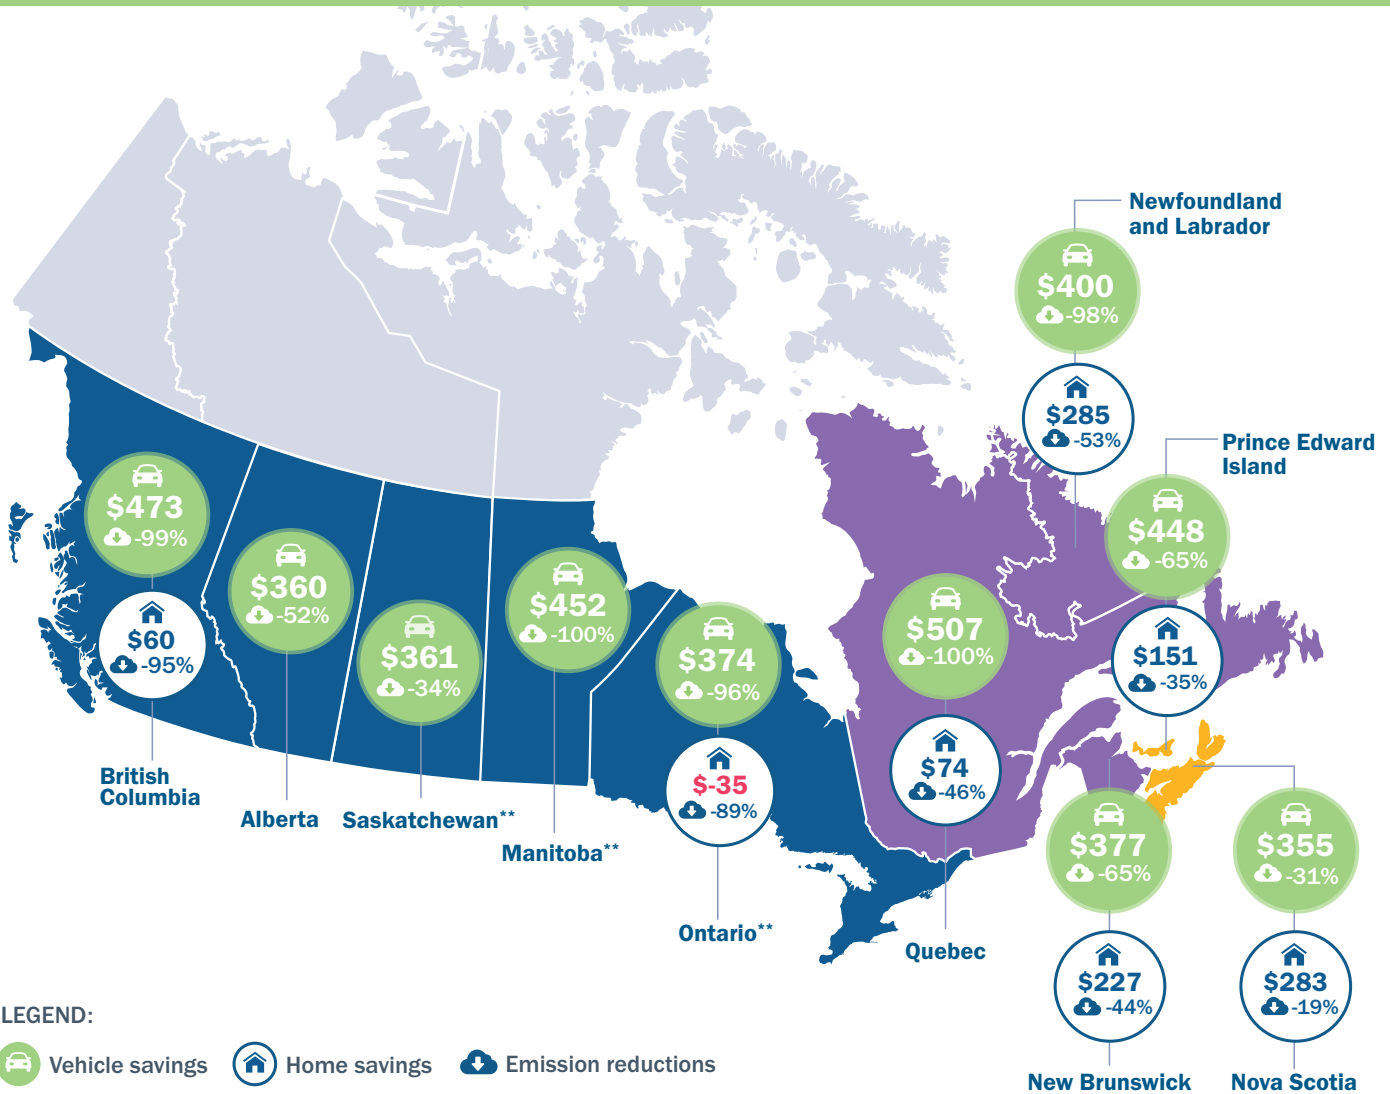 Newfoundland
and Labrador
$400
-98%
$285
-53%
Prince Edward
Island
$448
-65%
$151
-35%
$473
-99%
$60
-95%
British
Columbia
$360
-52%
Alberta
$361
-34%
Saskatchewan**
$452
-100%
Manitoba**
$374
-96%
$-35
-89%
Ontario**
$507
-100%
$74
-46%
Quebec
$377
-65%
$227
-44%
New Brunswick
$355
-31%
$283
-19%
Nova Scotia
LEGEND:
Vehicle savings
Home savings
Emission reductions